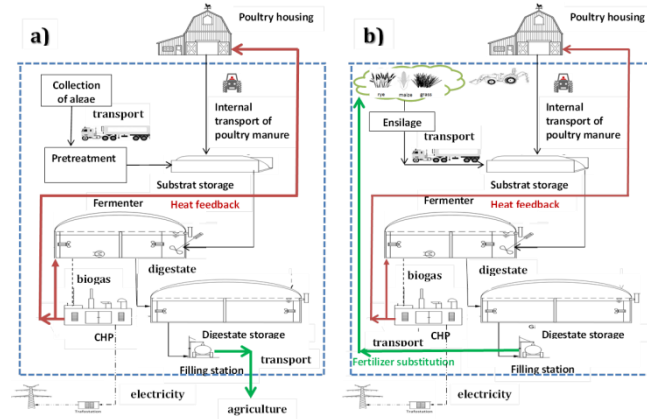 a)
Poultry housing
Collection
of algae
transport
Internal
transport of
poultry manure
Pretreatment
Substrat storage
Fermenter
Heat feedback
digestate
biogas
CHP
Digestate storage
transport
Filling station
electricity
agriculture
b)
Poultry housing
rye
maize
grass
Ensilage
transport
Internal
transport of
poultry manure
Substrat storage
Fermenter
Heat feedback
digestate
biogas
CHP
Digestate storage
transport
Fertilizer substitution
Filling station
electricity